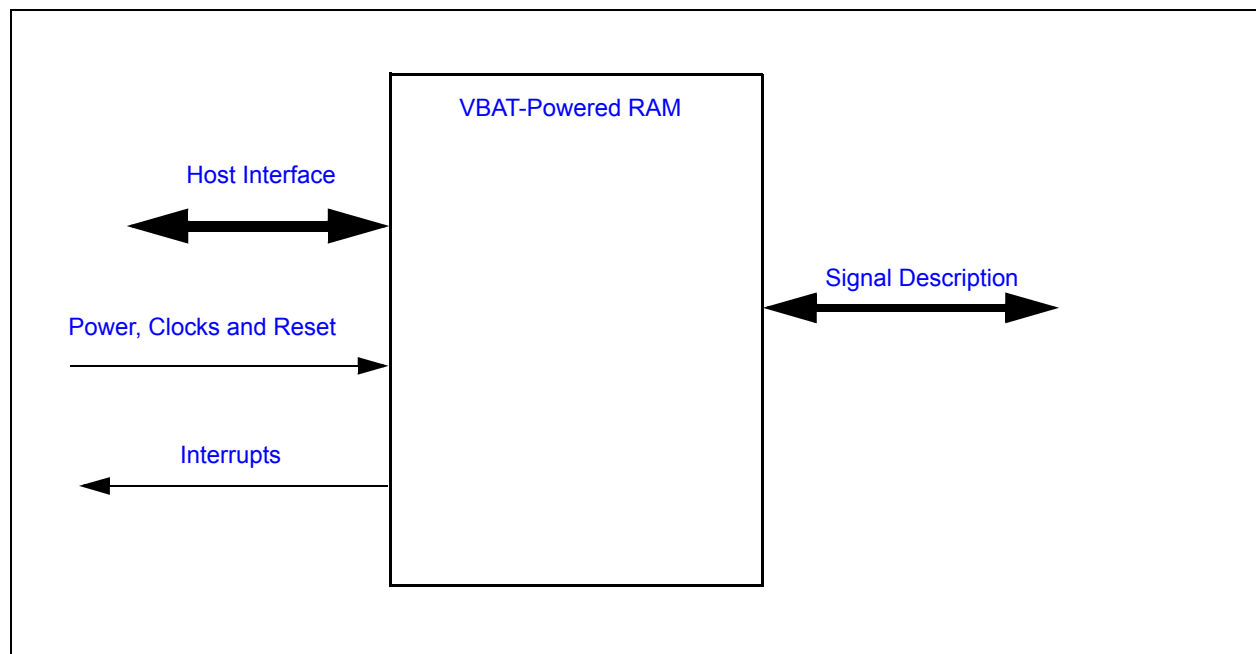 VBAT-Powered RAM
Host Interface
Signal Description
Power, Clocks and Reset
Interrupts